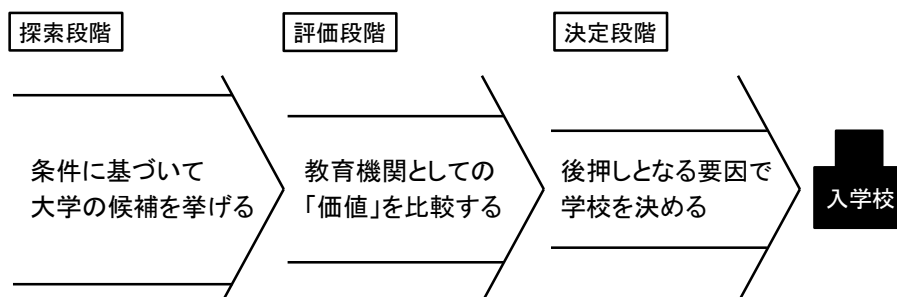 探索段階
評価段階
決定段階
条件に基づいて
大学の候補を挙げる
教育機関としての
「価値」を比較する
後押しとなる要因で
学校を決める
入学校